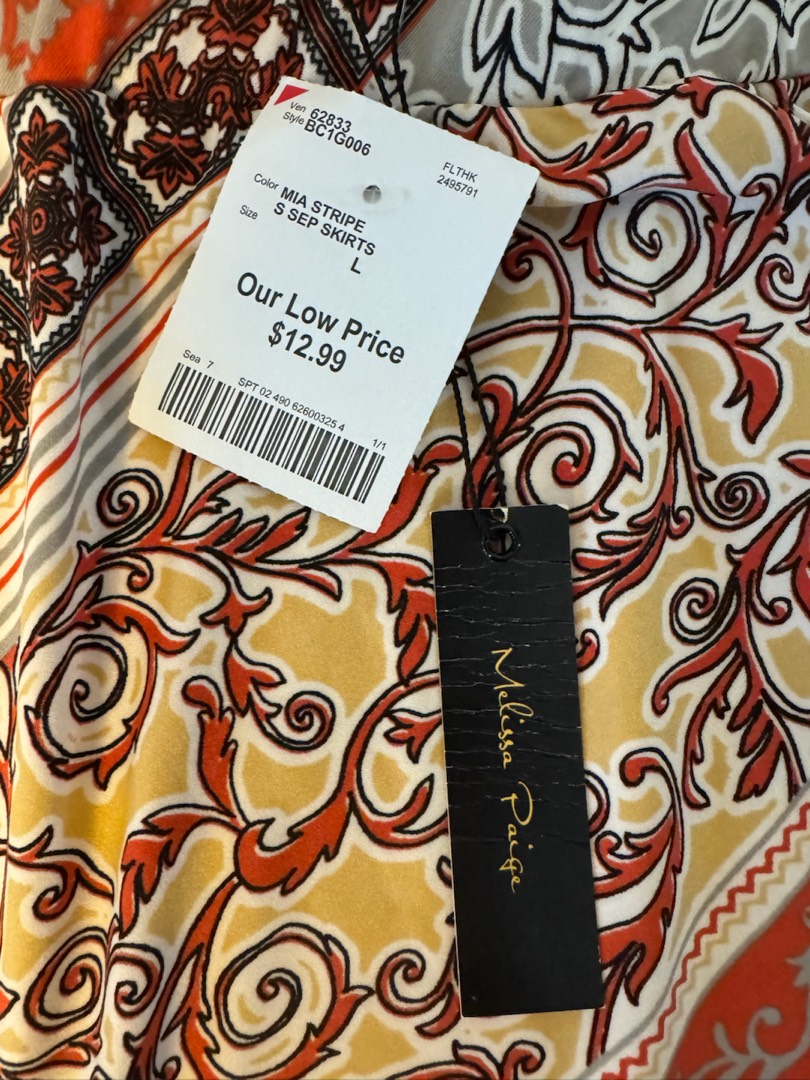 Ven 62833
Style BC1G006
FLTHK
2495791
Color MIA STRIPE
Size S SEP SKIRTS
L
Our Low Price
$12.99
Sea 7 SPT 02 490 62600325 4 1/1
Melissa Paige